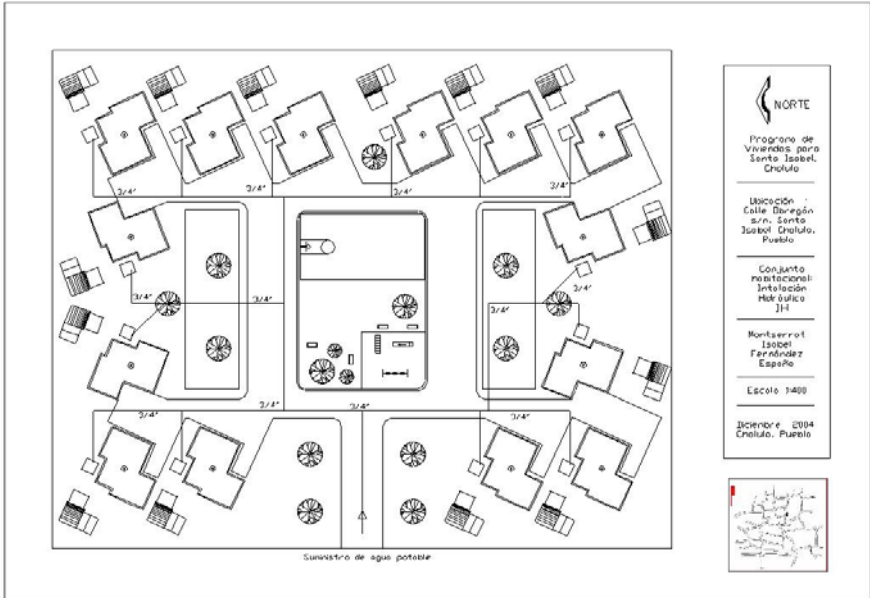 3/4" 3/4" 3/4" 3/4" 3/4"
3/4" 3/4" 3/4" 3/4"
3/4" 3/4" 3/4" 3/4"
Suministro de agua potable
NORTE
Programa de
Viviendas para
Santa Isabel,
Cholula
Ubicación :
Calle Obregón
s/n. Santa
Isabel Cholula,
Puebla
Conjunto
Habitacional:
Intalación
Hidráulica
IH
Montserrat
Isabel
Fernández
España
Escala 1:400
Diciembre 2004
Cholula, Puebla